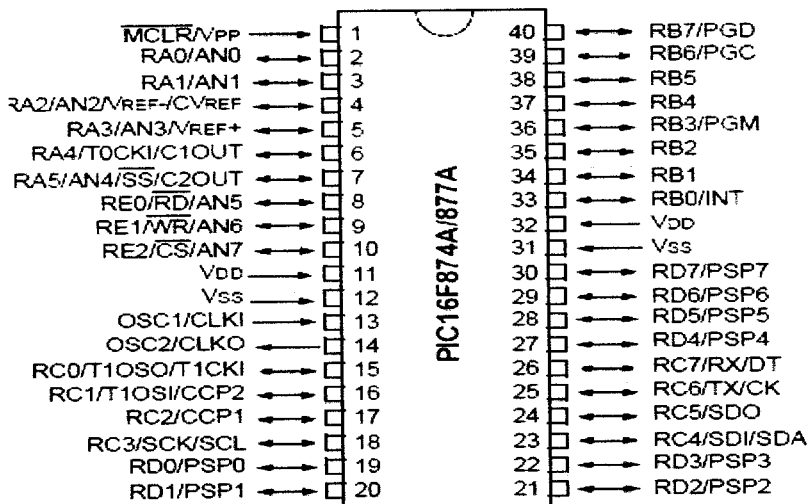 MCLR/VPP 1 40 RB7/PGD
RA0/AN0 2 39 RB6/PGC
RA1/AN1 3 38 RB5
RA2/AN2/VREF-/CVREF 4 37 RB4
RA3/AN3/VREF+ 5 36 RB3/PGM
RA4/T0CKI/C1OUT 6 35 RB2
RA5/AN4/SS/C2OUT 7 34 RB1
RE0/RD/AN5 8 33 RB0/INT
RE1/WR/AN6 9 32 VDD
RE2/CS/AN7 10 31 VSS
VDD 11 30 RD7/PSP7
VSS 12 29 RD6/PSP6
OSC1/CLKI 13 28 RD5/PSP5
OSC2/CLKO 14 27 RD4/PSP4
RC0/T1OSO/T1CKI 15 26 RC7/RX/DT
RC1/T1OSI/CCP2 16 25 RC6/TX/CK
RC2/CCP1 17 24 RC5/SDO
RC3/SCK/SCL 18 23 RC4/SDI/SDA
RD0/PSP0 19 22 RD3/PSP3
RD1/PSP1 20 21 RD2/PSP2
PIC16F874A/877A